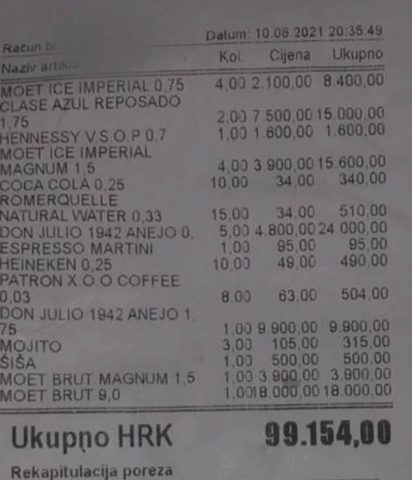 Datum: 10.08.2021 20:35:49
Račun
Naziv artikla Kol. Cijena Ukupno
MOET ICE IMPERIAL 0,75 4,00 2.100,00 8.400,00
CLASE AZUL REPOSADO
1,75 2,00 7.500,00 15.000,00
HENNESSY V.S.O.P 0,7 1,00 1.600,00 1.600,00
MOET ICE IMPERIAL
MAGNUM 1,5 4,00 3.900,00 15.600,00
COCA COLA 0,25 10,00 34,00 340,00
ROMERQUELLE
NATURAL WATER 0,33 15,00 34,00 510,00
DON JULIO 1942 ANEJO 0, 5,00 4.800,00 24.000,00
ESPRESSO MARTINI 1,00 95,00 95,00
HEINEKEN 0,25 10,00 49,00 490,00
PATRON X.O.O COFFEE
0,03 8,00 63,00 504,00
DON JULIO 1942 ANEJO 1,
75 1,00 9.900,00 9.900,00
MOJITO 3,00 105,00 315,00
ŠIŠA 1,00 500,00 500,00
MOET BRUT MAGNUM 1,5 1,00 3.900,00 3.900,00
MOET BRUT 9,0 1,00 18.000,00 18.000,00
Ukupno HRK 99.154,00
Rekapitulacija poreza